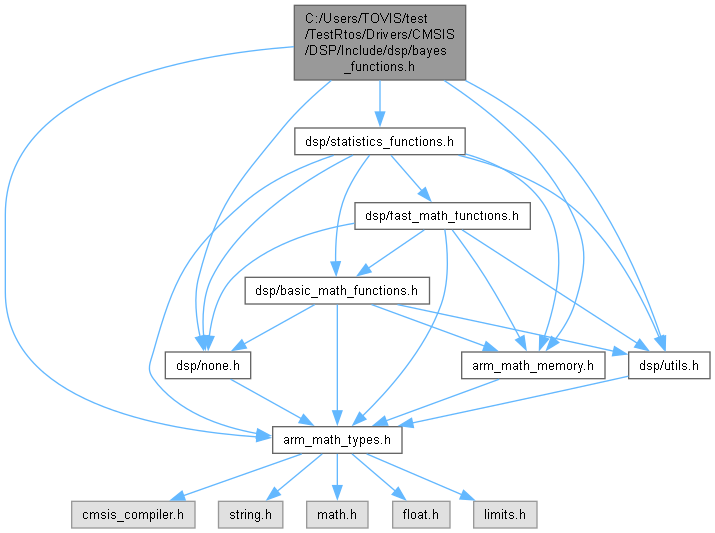 C:/Users/TOVIS/test
/TestRtos/Drivers/CMSIS
/DSP/Include/dsp/bayes
_functions.h
dsp/statistics_functions.h
dsp/fast_math_functions.h
dsp/basic_math_functions.h
dsp/none.h
arm_math_memory.h
dsp/utils.h
arm_math_types.h
cmsis_compiler.h
string.h
math.h
float.h
limits.h